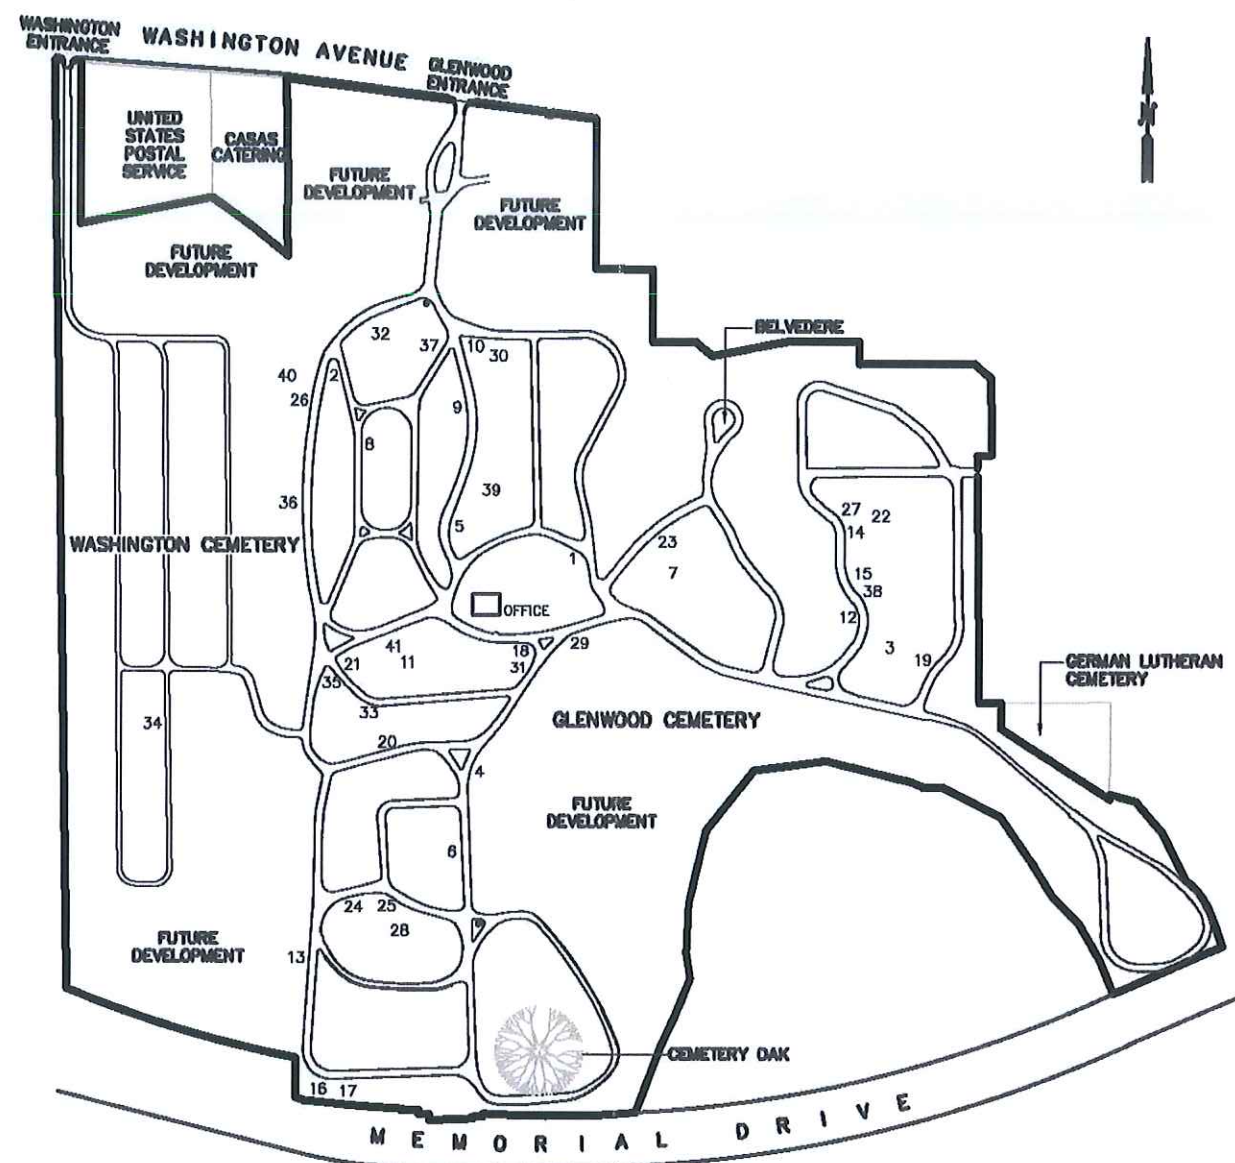 WASHINGTON
ENTRANCE
WASHINGTON AVENUE
GLENWOOD
ENTRANCE
N
UNITED
STATES
POSTAL
SERVICE
CASAS
CATERING
FUTURE
DEVELOPMENT
FUTURE
DEVELOPMENT
FUTURE
DEVELOPMENT
BELVEDERE
32
37
10
30
40
2
26
9
8
39
36
5
27
22
14
WASHINGTON CEMETERY
23
1
7
15
38
OFFICE
12
41
18
29
21
11
31
3
19
35
GERMAN LUTHERAN
CEMETERY
33
34
GLENWOOD CEMETERY
20
4
FUTURE
DEVELOPMENT
6
24
25
28
FUTURE
DEVELOPMENT
13
CEMETERY OAK
16
17
MEMORIAL DRIVE